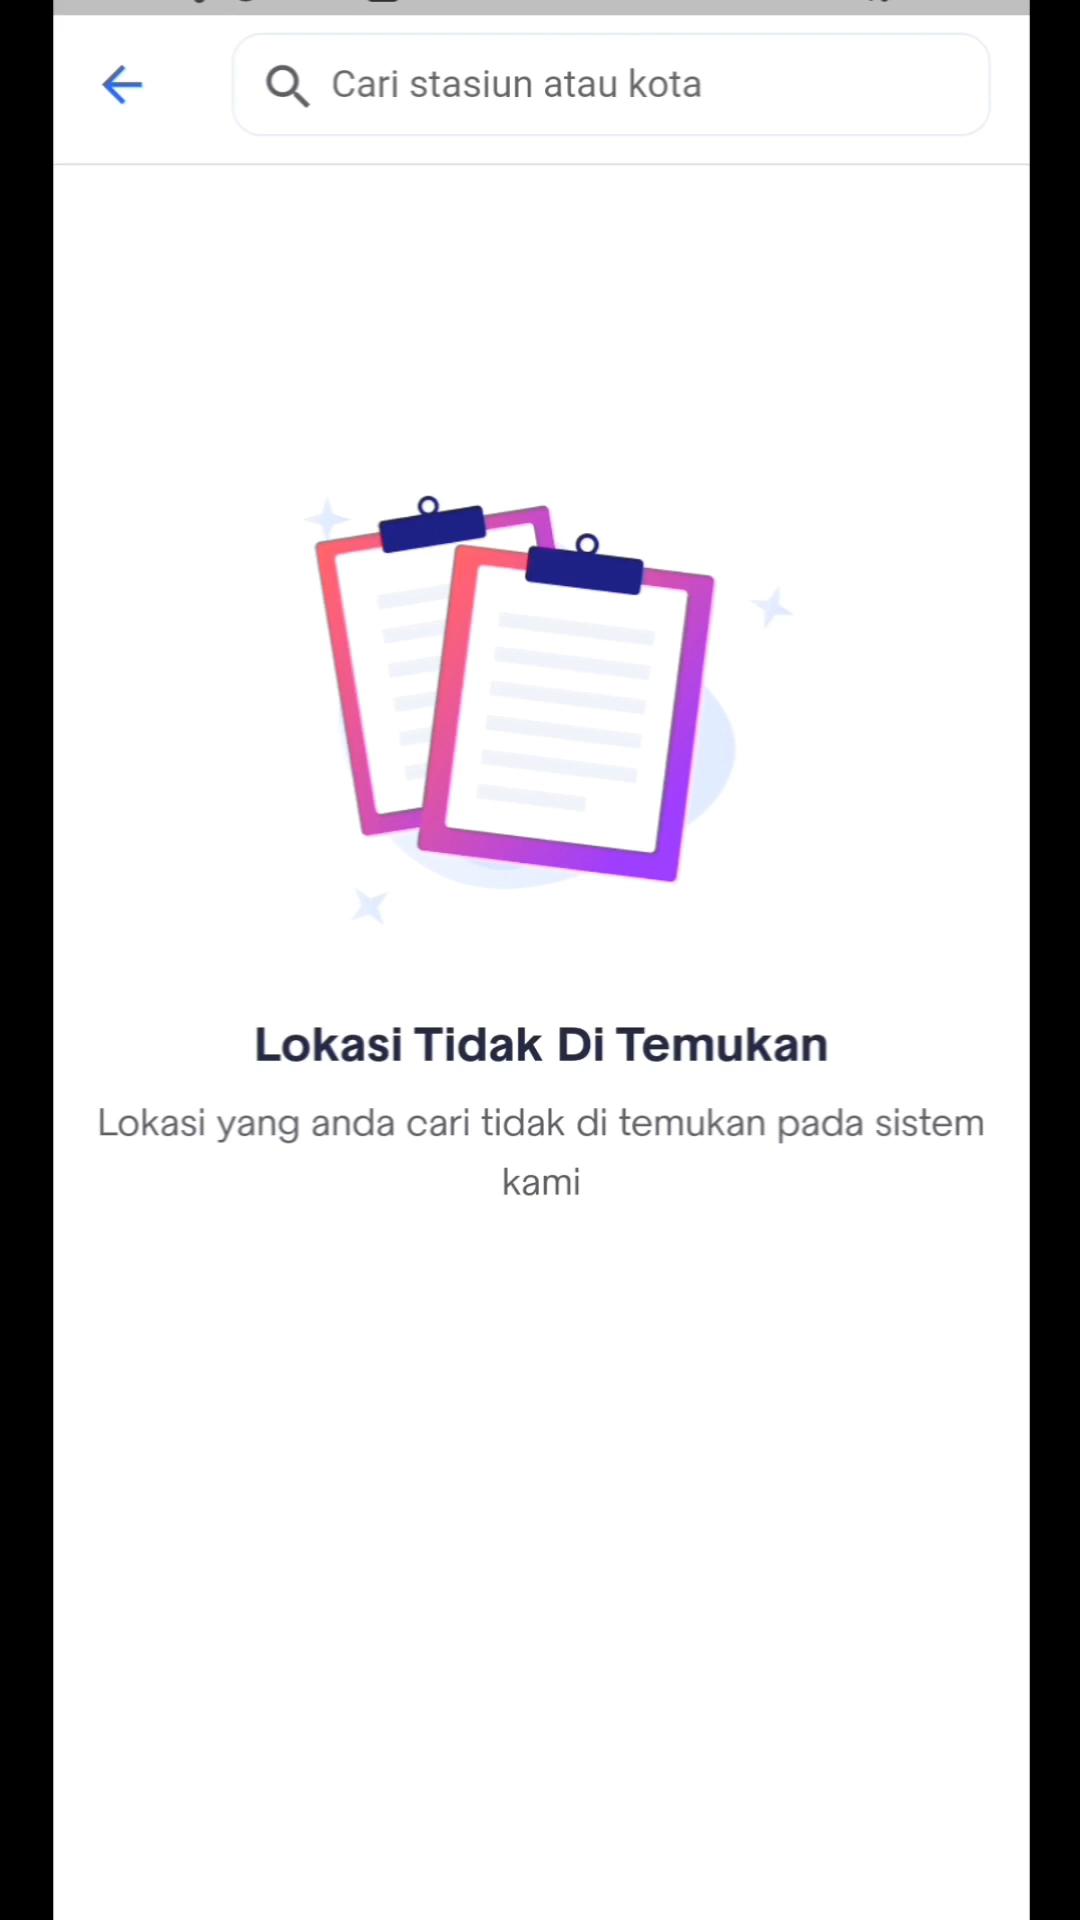 Cari stasiun atau kota
Lokasi Tidak Di Temukan
Lokasi yang anda cari tidak di temukan pada sistem
kami